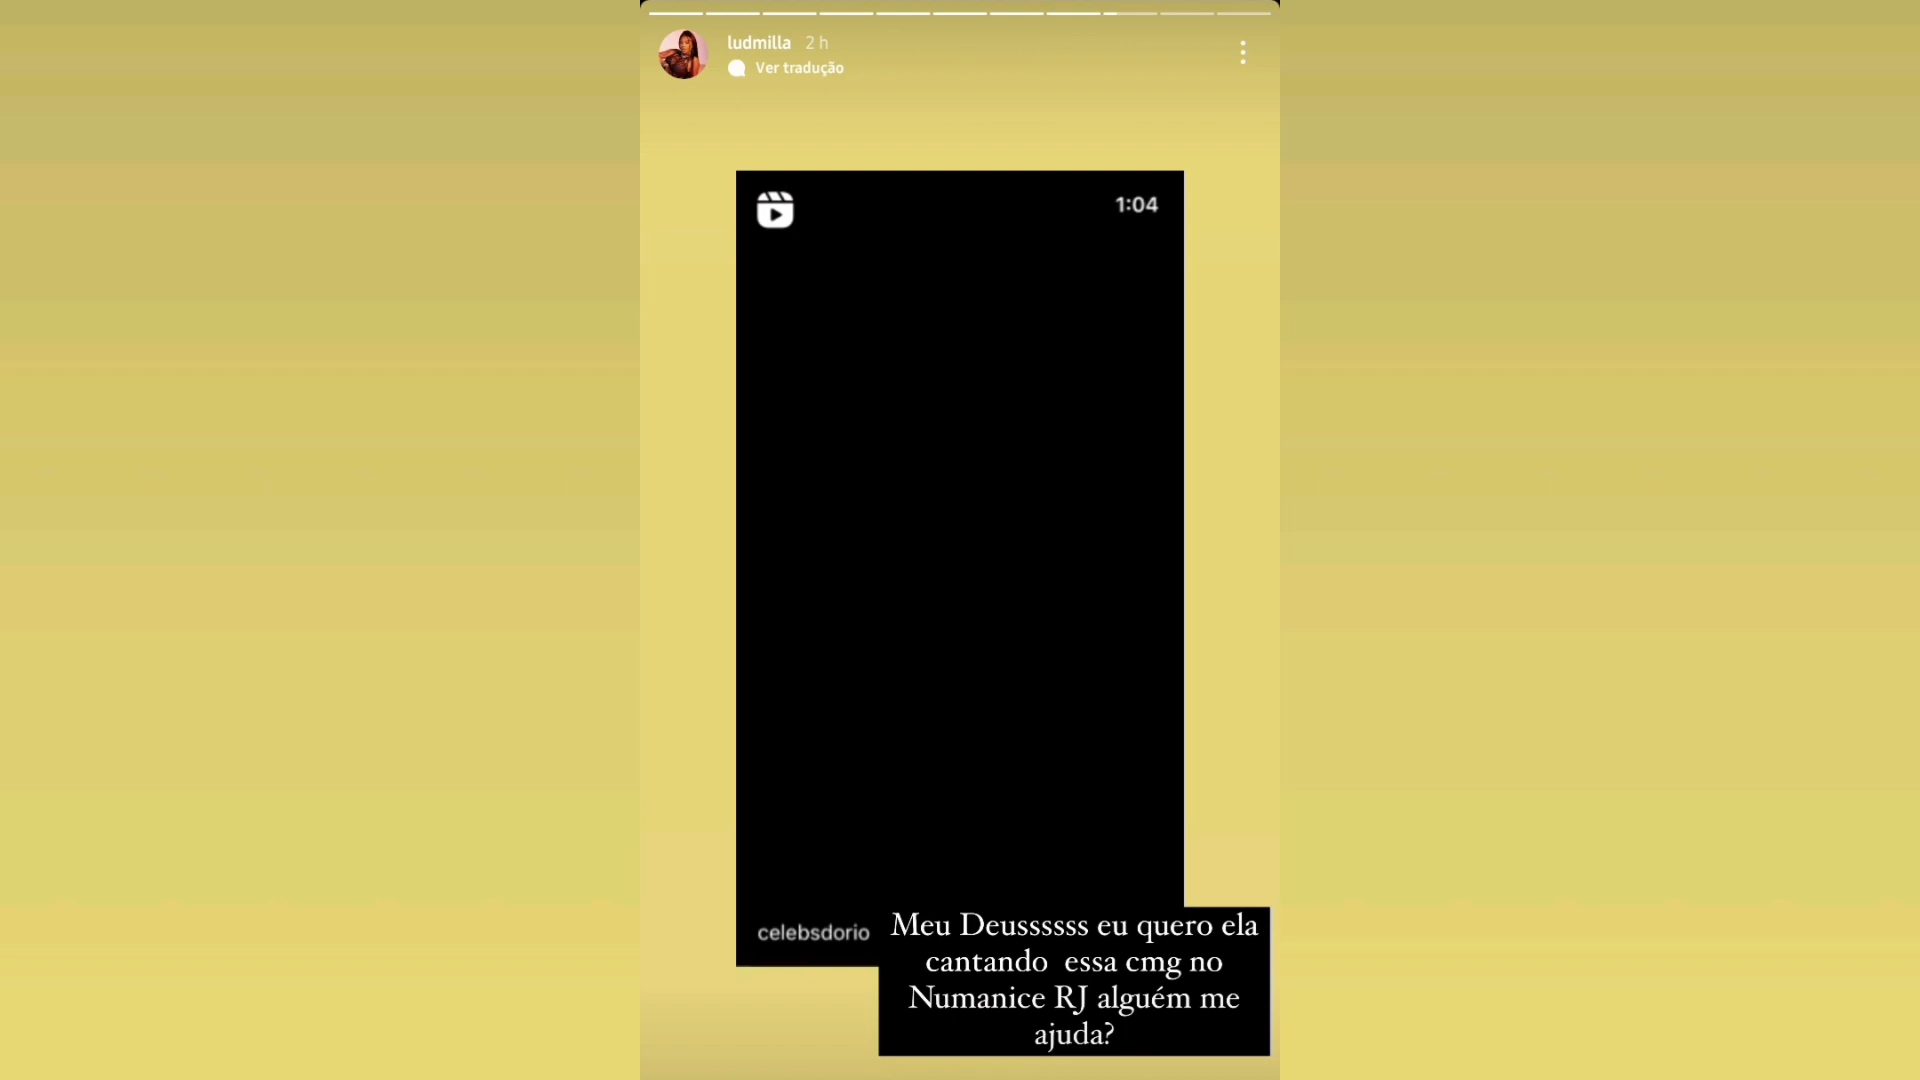 ludmilla 2 h
Ver tradução
1:04
celebsdorio
Meu Deussssss eu quero ela
cantando essa cmg no
Numanice RJ alguém me
ajuda?